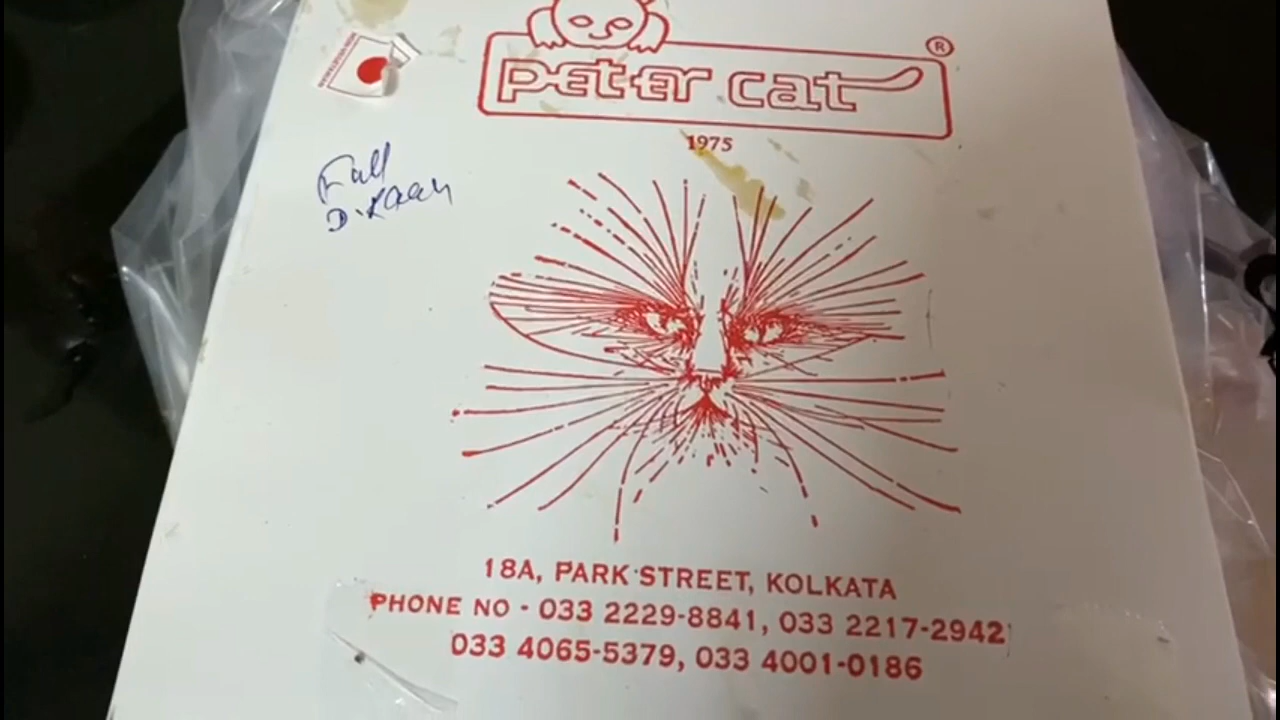 peter cat ®
1975
Full
18A, PARK STREET, KOLKATA
PHONE NO - 033 2229-8841, 033 2217-2942
033 4065-5379, 033 4001-0186